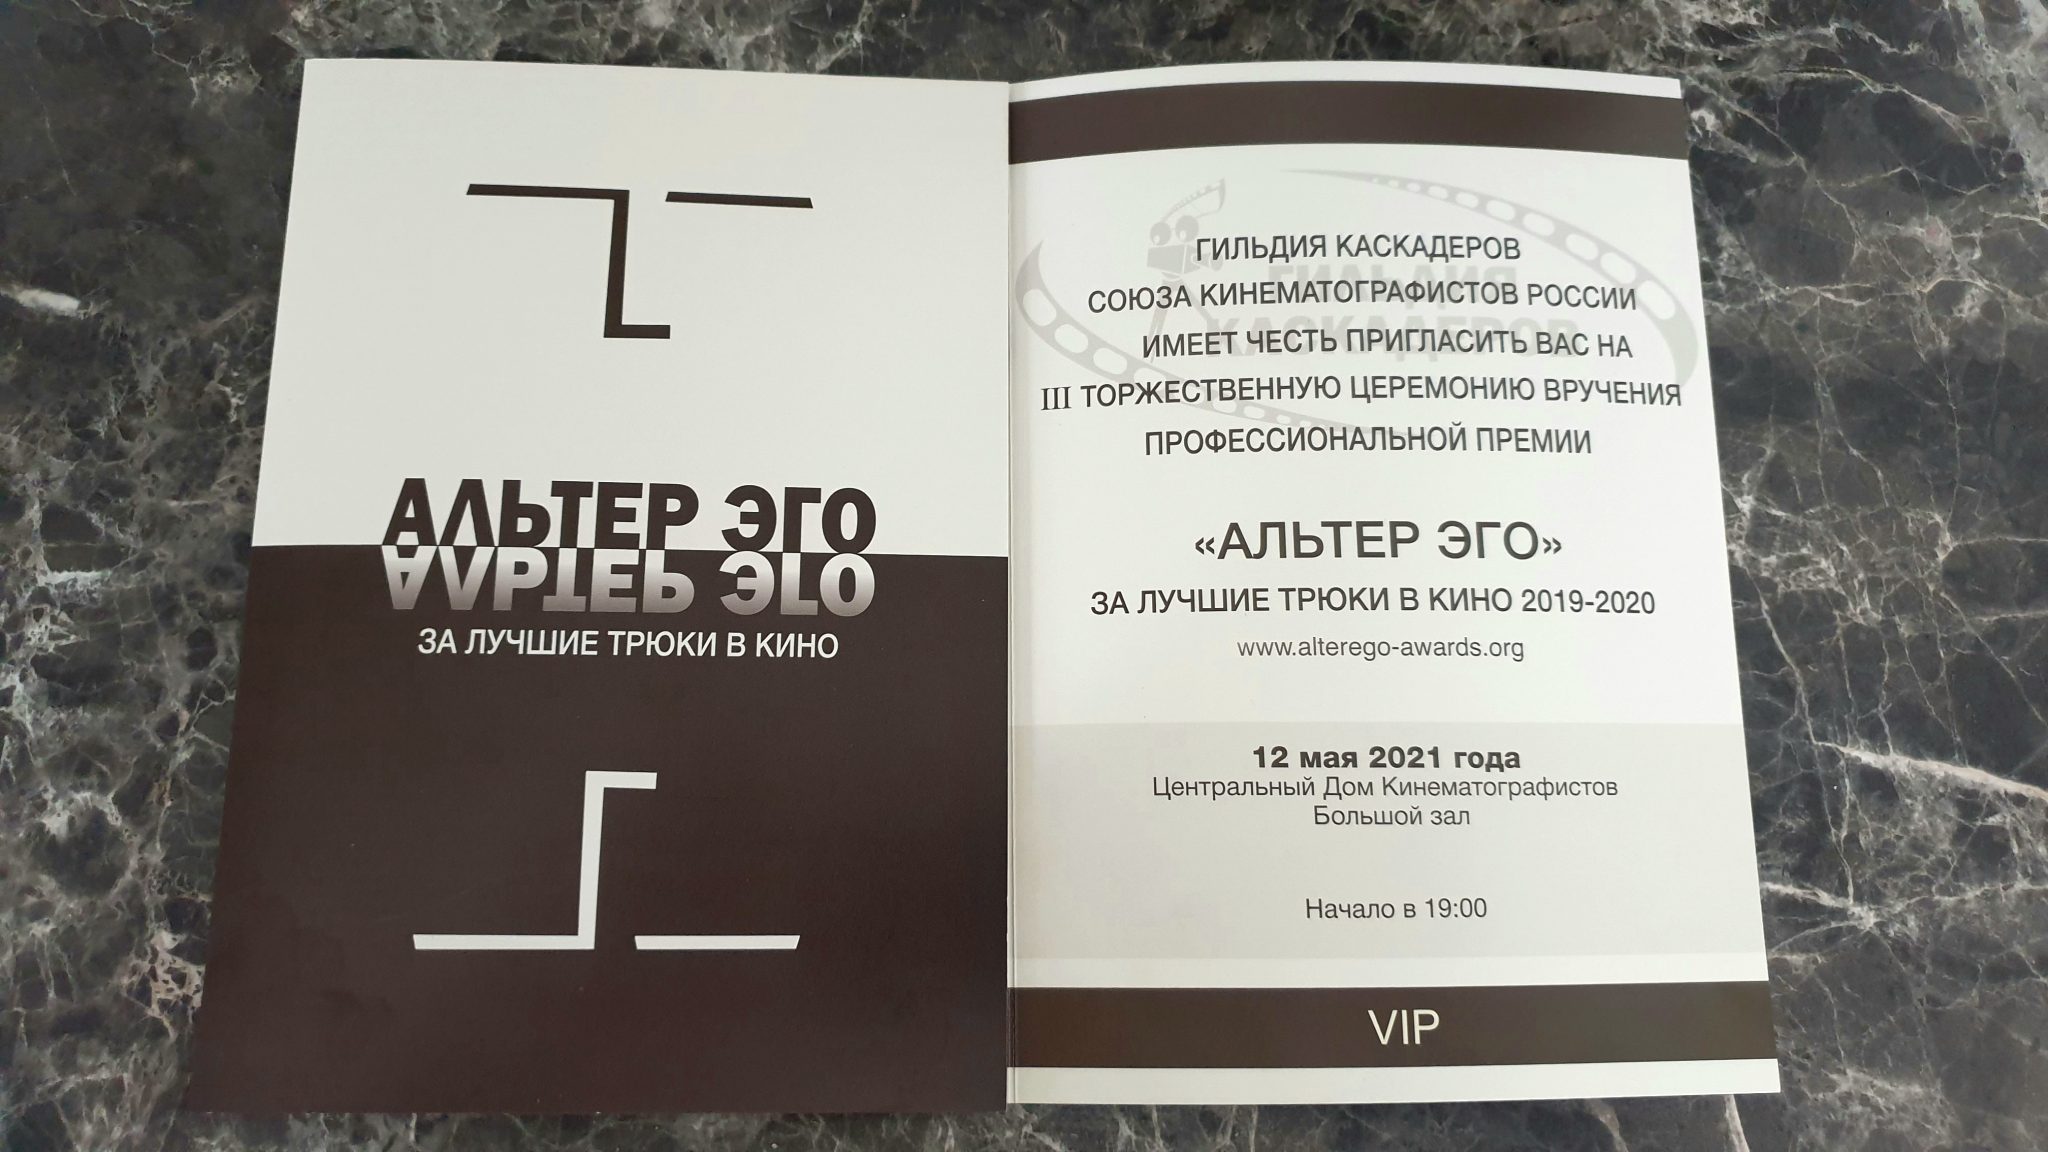 АЛЬТЕР ЭГО
АЛЬТЕР ЭГО
ЗА ЛУЧШИЕ ТРЮКИ В КИНО
ГИЛЬДИЯ
КАСКАДЕРОВ
ГИЛЬДИЯ КАСКАДЕРОВ
СОЮЗА КИНЕМАТОГРАФИСТОВ РОССИИ
ИМЕЕТ ЧЕСТЬ ПРИГЛАСИТЬ ВАС НА
III ТОРЖЕСТВЕННУЮ ЦЕРЕМОНИЮ ВРУЧЕНИЯ
ПРОФЕССИОНАЛЬНОЙ ПРЕМИИ
«АЛЬТЕР ЭГО»
ЗА ЛУЧШИЕ ТРЮКИ В КИНО 2019-2020
www.alterego-awards.org
12 мая 2021 года
Центральный Дом Кинематографистов
Большой зал
Начало в 19:00
VIP